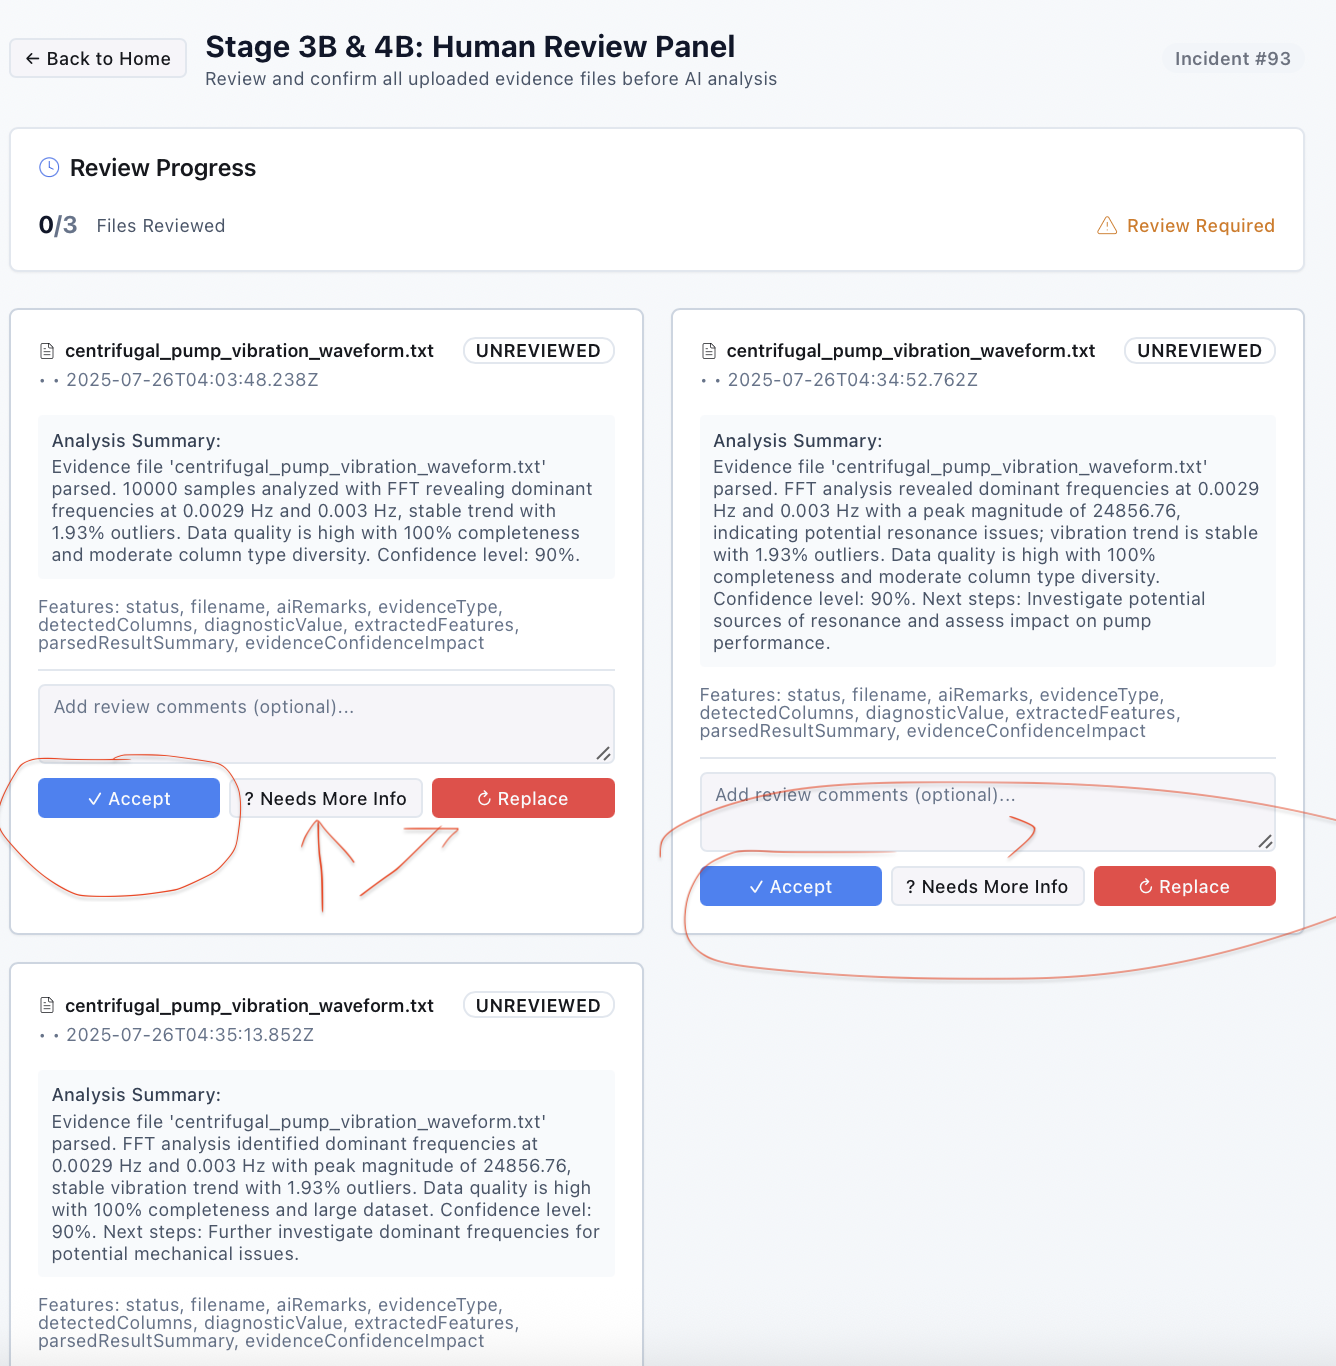 ← Back to Home
Stage 3B & 4B: Human Review Panel
Review and confirm all uploaded evidence files before AI analysis
Incident #93
Review Progress
0/3 Files Reviewed
Review Required
centrifugal_pump_vibration_waveform.txt UNREVIEWED
• • 2025-07-26T04:03:48.238Z
Analysis Summary:
Evidence file 'centrifugal_pump_vibration_waveform.txt'
parsed. 10000 samples analyzed with FFT revealing dominant
frequencies at 0.0029 Hz and 0.003 Hz, stable trend with
1.93% outliers. Data quality is high with 100% completeness
and moderate column type diversity. Confidence level: 90%.
Features: status, filename, aiRemarks, evidenceType,
detectedColumns, diagnosticValue, extractedFeatures,
parsedResultSummary, evidenceConfidenceImpact
Add review comments (optional)...
✓ Accept
? Needs More Info
↻ Replace
centrifugal_pump_vibration_waveform.txt UNREVIEWED
• • 2025-07-26T04:34:52.762Z
Analysis Summary:
Evidence file 'centrifugal_pump_vibration_waveform.txt'
parsed. FFT analysis revealed dominant frequencies at 0.0029
Hz and 0.003 Hz with a peak magnitude of 24856.76,
indicating potential resonance issues; vibration trend is stable
with 1.93% outliers. Data quality is high with 100%
completeness and moderate column type diversity.
Confidence level: 90%. Next steps: Investigate potential
sources of resonance and assess impact on pump
performance.
Features: status, filename, aiRemarks, evidenceType,
detectedColumns, diagnosticValue, extractedFeatures,
parsedResultSummary, evidenceConfidenceImpact
Add review comments (optional)...
✓ Accept
? Needs More Info
↻ Replace
centrifugal_pump_vibration_waveform.txt UNREVIEWED
• • 2025-07-26T04:35:13.852Z
Analysis Summary:
Evidence file 'centrifugal_pump_vibration_waveform.txt'
parsed. FFT analysis identified dominant frequencies at
0.0029 Hz and 0.003 Hz with peak magnitude of 24856.76,
stable vibration trend with 1.93% outliers. Data quality is high
with 100% completeness and large dataset. Confidence level:
90%. Next steps: Further investigate dominant frequencies for
potential mechanical issues.
Features: status, filename, aiRemarks, evidenceType,
detectedColumns, diagnosticValue, extractedFeatures,
parsedResultSummary, evidenceConfidenceImpact